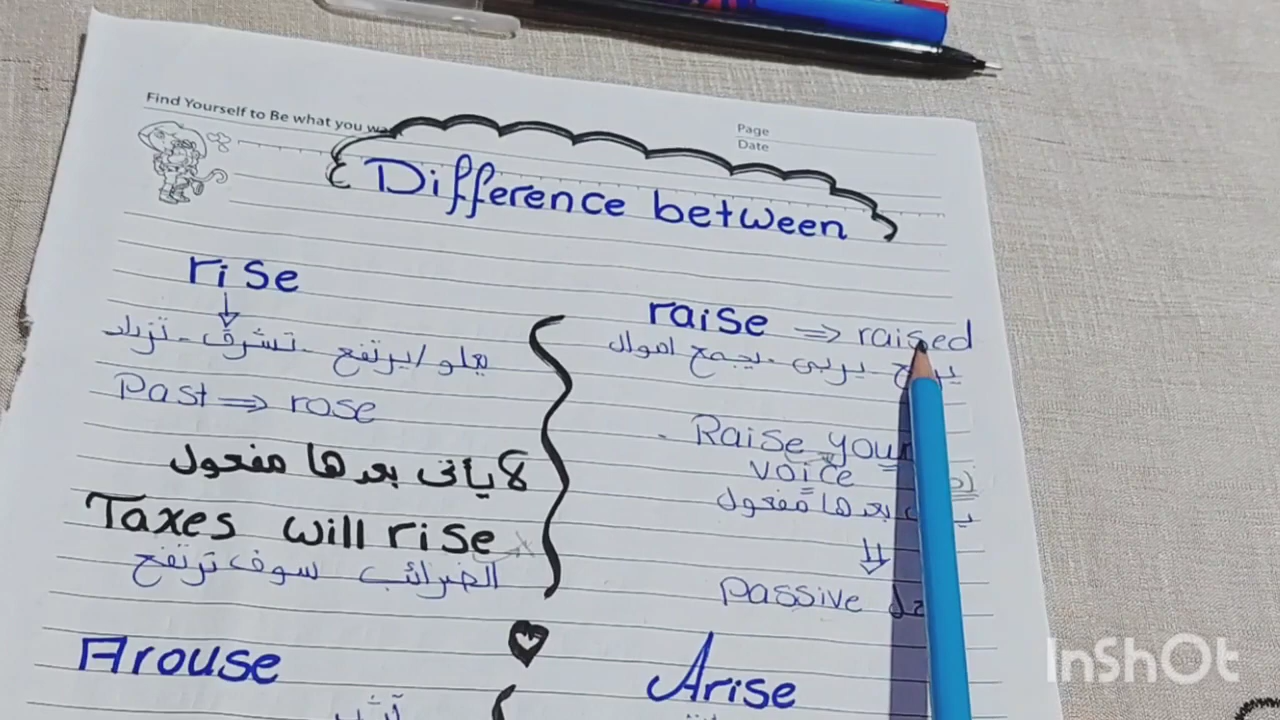 Find Yourself to Be what you
Page
Date
Difference between
rise
يعلو/يرتفع - تشرق - تزداد
Past ⇒ rose
لا يأتى بعدها مفعول
Taxes will rise
الضرائب سوف ترتفع
raise ⇒ raised
يربى - يجمع اموال
Raise your
voice
بعدها مفعول
Passive
Arouse
Arise
InShOt